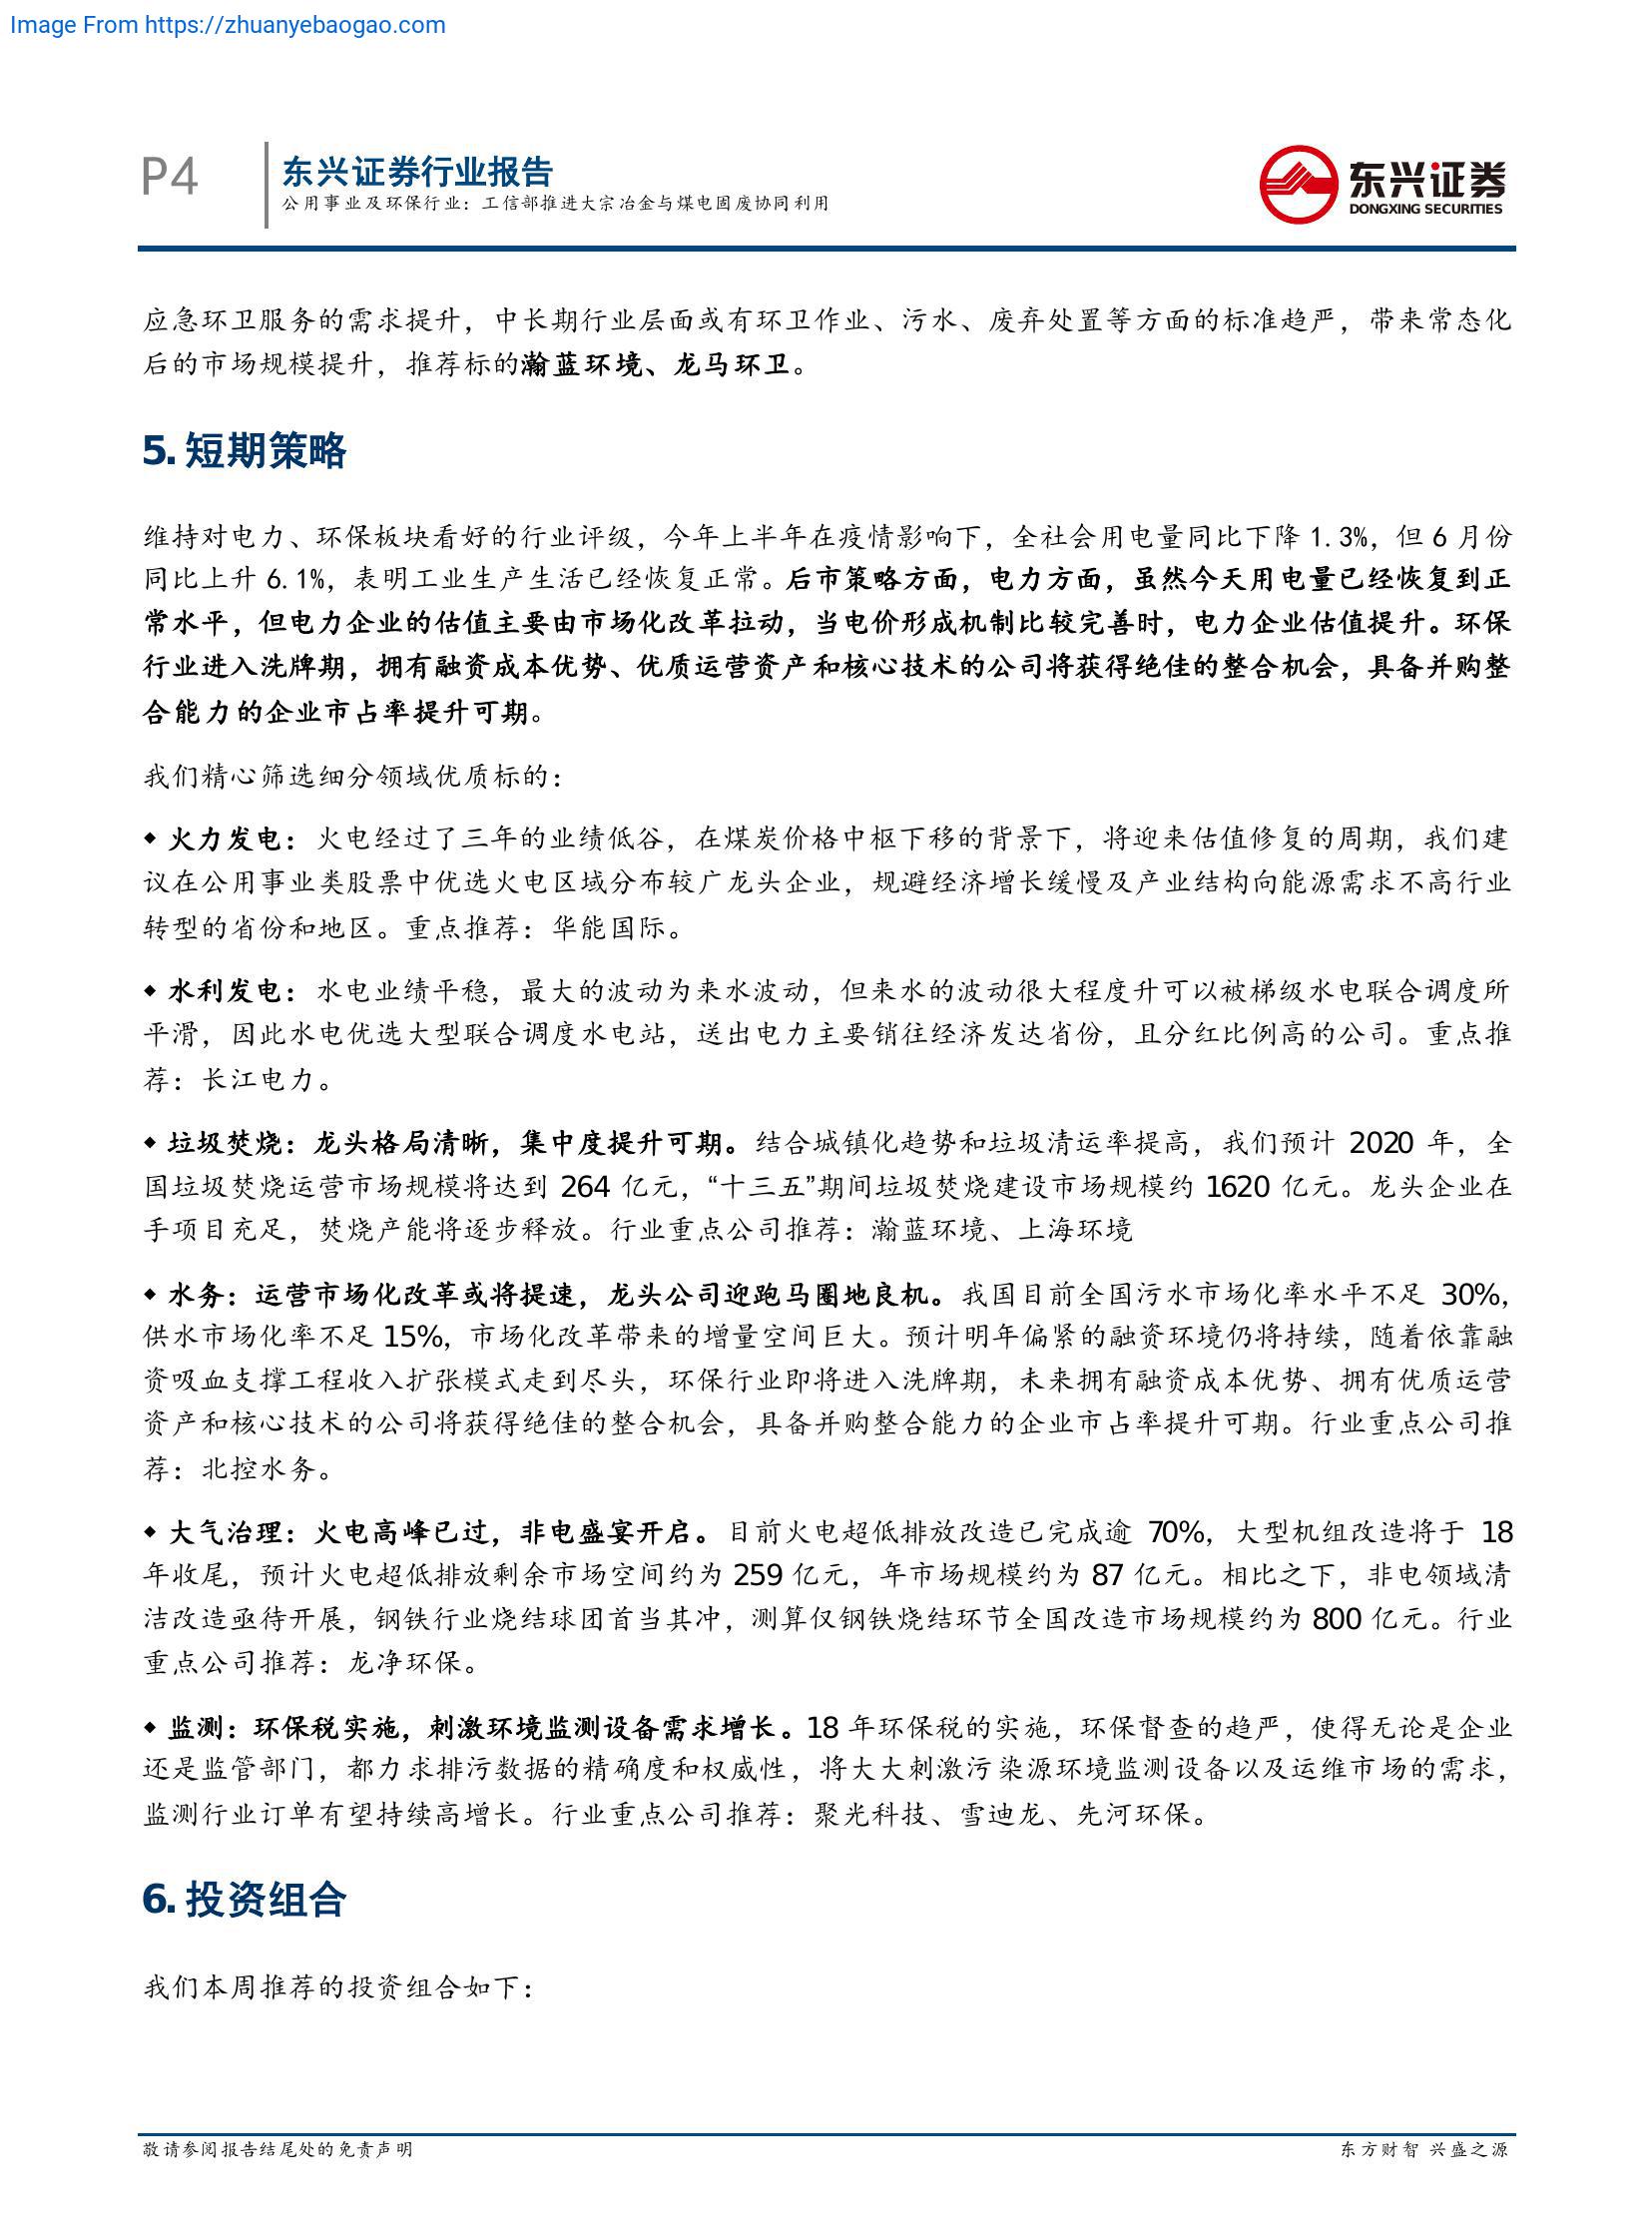 Image From https://zhuanyebaogao.com
P4
东兴证券行业报告
公用事业及环保行业：工信部推进大宗冶金与煤电固废协同利用
东兴证券
DONGXING SECURITIES
应急环卫服务的需求提升，中长期行业层面或有环卫作业、污水、废弃处置等方面的标准趋严，带来常态化
后的市场规模提升，推荐标的瀚蓝环境、龙马环卫。
5. 短期策略
维持对电力、环保板块看好的行业评级，今年上半年在疫情影响下，全社会用电量同比下降 1.3%，但 6 月份
同比上升 6.1%，表明工业生产生活已经恢复正常。后市策略方面，电力方面，虽然今天用电量已经恢复到正
常水平，但电力企业的估值主要由市场化改革拉动，当电价形成机制比较完善时，电力企业估值提升。环保
行业进入洗牌期，拥有融资成本优势、优质运营资产和核心技术的公司将获得绝佳的整合机会，具备并购整
合能力的企业市占率提升可期。
我们精心筛选细分领域优质标的：
◆ 火力发电：火电经过了三年的业绩低谷，在煤炭价格中枢下移的背景下，将迎来估值修复的周期，我们建
议在公用事业类股票中优选火电区域分布较广龙头企业，规避经济增长缓慢及产业结构向能源需求不高行业
转型的省份和地区。重点推荐：华能国际。
◆ 水利发电：水电业绩平稳，最大的波动为来水波动，但来水的波动很大程度升可以被梯级水电联合调度所
平滑，因此水电优选大型联合调度水电站，送出电力主要销往经济发达省份，且分红比例高的公司。重点推
荐：长江电力。
◆ 垃圾焚烧：龙头格局清晰，集中度提升可期。结合城镇化趋势和垃圾清运率提高，我们预计 2020 年，全
国垃圾焚烧运营市场规模将达到 264 亿元，“十三五”期间垃圾焚烧建设市场规模约 1620 亿元。龙头企业在
手项目充足，焚烧产能将逐步释放。行业重点公司推荐：瀚蓝环境、上海环境
◆ 水务：运营市场化改革或将提速，龙头公司迎跑马圈地良机。我国目前全国污水市场化率水平不足 30%，
供水市场化率不足 15%，市场化改革带来的增量空间巨大。预计明年偏紧的融资环境仍将持续，随着依靠融
资吸血支撑工程收入扩张模式走到尽头，环保行业即将进入洗牌期，未来拥有融资成本优势、拥有优质运营
资产和核心技术的公司将获得绝佳的整合机会，具备并购整合能力的企业市占率提升可期。行业重点公司推
荐：北控水务。
◆ 大气治理：火电高峰已过，非电盛宴开启。目前火电超低排放改造已完成逾 70%，大型机组改造将于 18
年收尾，预计火电超低排放剩余市场空间约为 259 亿元，年市场规模约为 87 亿元。相比之下，非电领域清
洁改造亟待开展，钢铁行业烧结球团首当其冲，测算仅钢铁烧结环节全国改造市场规模约为 800 亿元。行业
重点公司推荐：龙净环保。
◆ 监测：环保税实施，刺激环境监测设备需求增长。18 年环保税的实施，环保督查的趋严，使得无论是企业
还是监管部门，都力求排污数据的精确度和权威性，将大大刺激污染源环境监测设备以及运维市场的需求，
监测行业订单有望持续高增长。行业重点公司推荐：聚光科技、雪迪龙、先河环保。
6. 投资组合
我们本周推荐的投资组合如下：
敬请参阅报告结尾处的免责声明
东方财智 兴盛之源